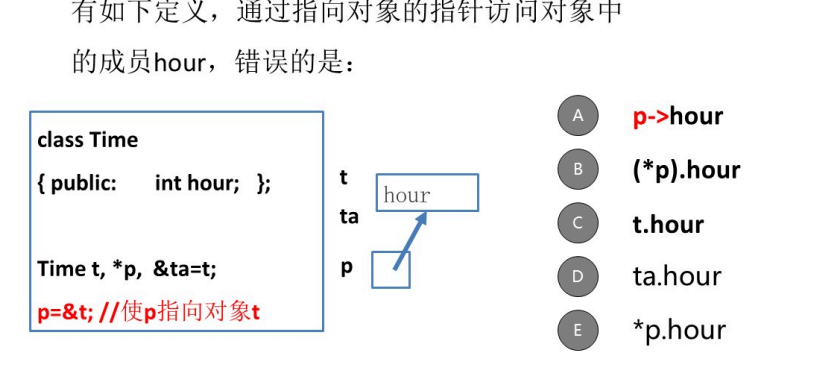 有如下定义，通过指向对象的指针访问对象中
的成员hour，错误的是：
class Time
{ public:    int hour;   };
Time t, *p,  &ta=t;
p=&t; //使p指向对象t
t
ta
p
hour
A p->hour
B (*p).hour
C t.hour
D ta.hour
E *p.hour